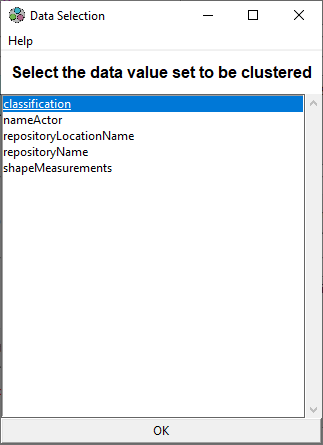 Data Selection
Help
Select the data value set to be clustered
classification
nameActor
repositoryLocationName
repositoryName
shapeMeasurements
OK